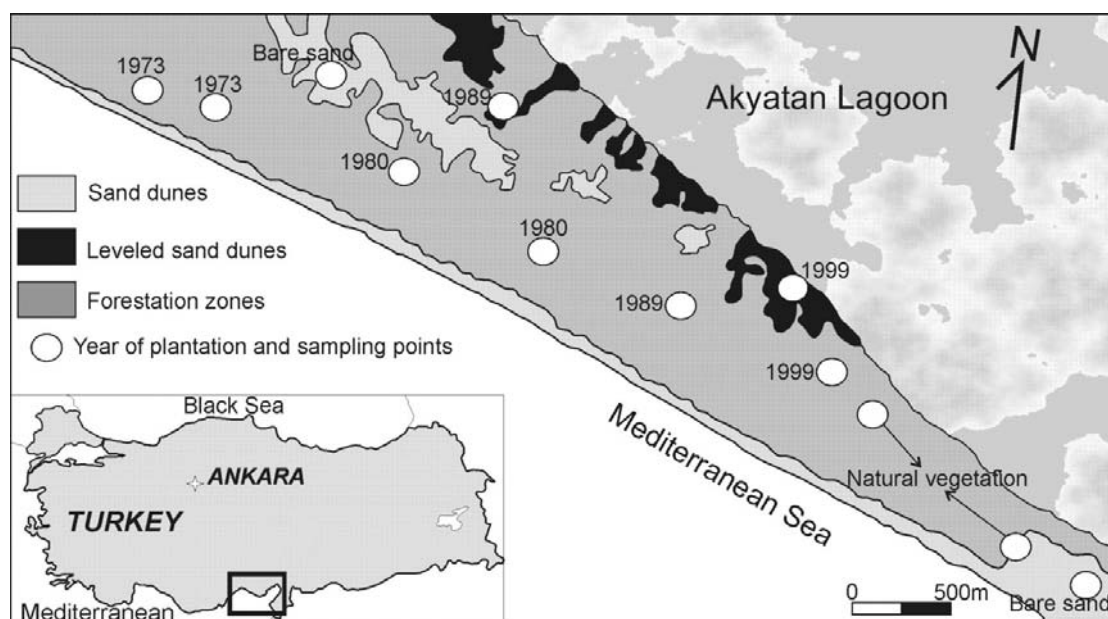 Bare sand
1973
1973
1989
Akyatan Lagoon
N
1980
Sand dunes
Leveled sand dunes
Forestation zones
Year of plantation and sampling points
1980
1989
1999
1999
Natural vegetation
Mediterranean Sea
Bare sand
0 500m
Black Sea
ANKARA
TURKEY
Mediterranean